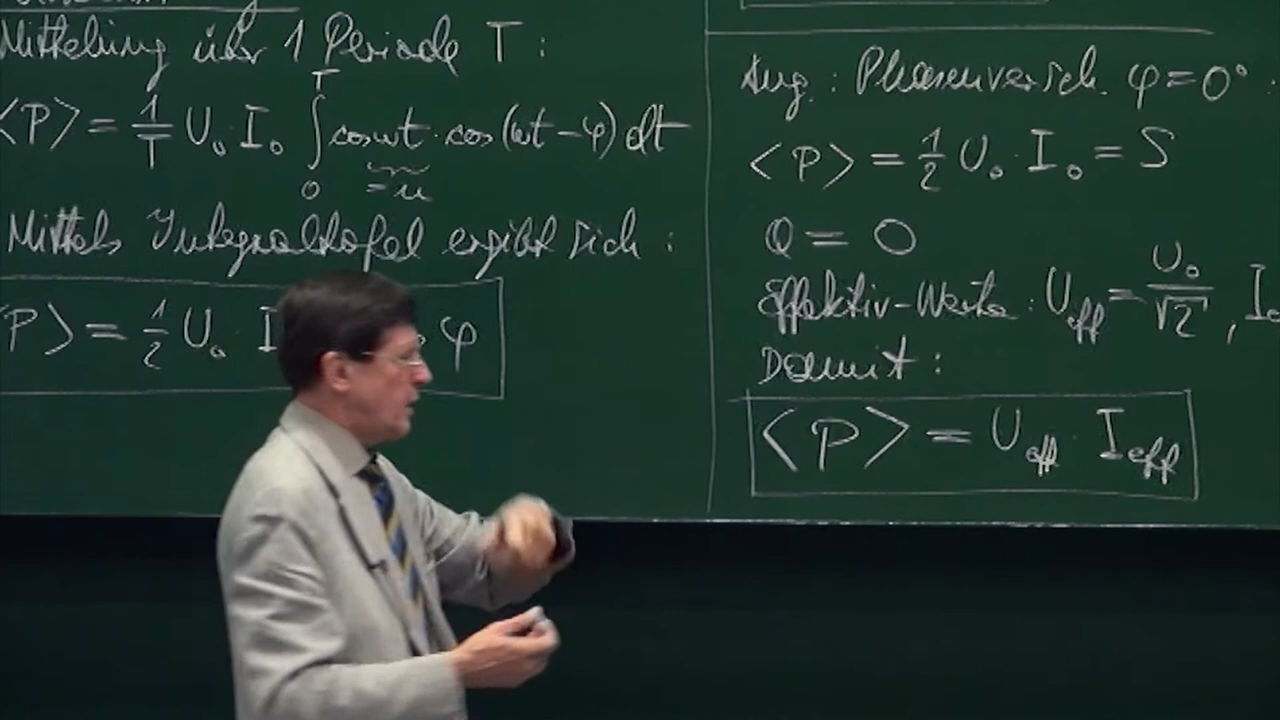 Mittelung über 1 Periode T :
<P> = 1/T U₀ I₀ ∫₀ᵀ cos ωt · cos (ωt − φ) dt
= u
Mittels Integraltafel ergibt sich :
P> = 1/2 U₀ · I φ
Ang. : Phasenversch. φ = 0° :
<P> = 1/2 U₀ · I₀ = S
Q = 0
Effektiv-Werte : U_eff = U₀/√2 , I
Damit :
<P> = U_eff · I_eff